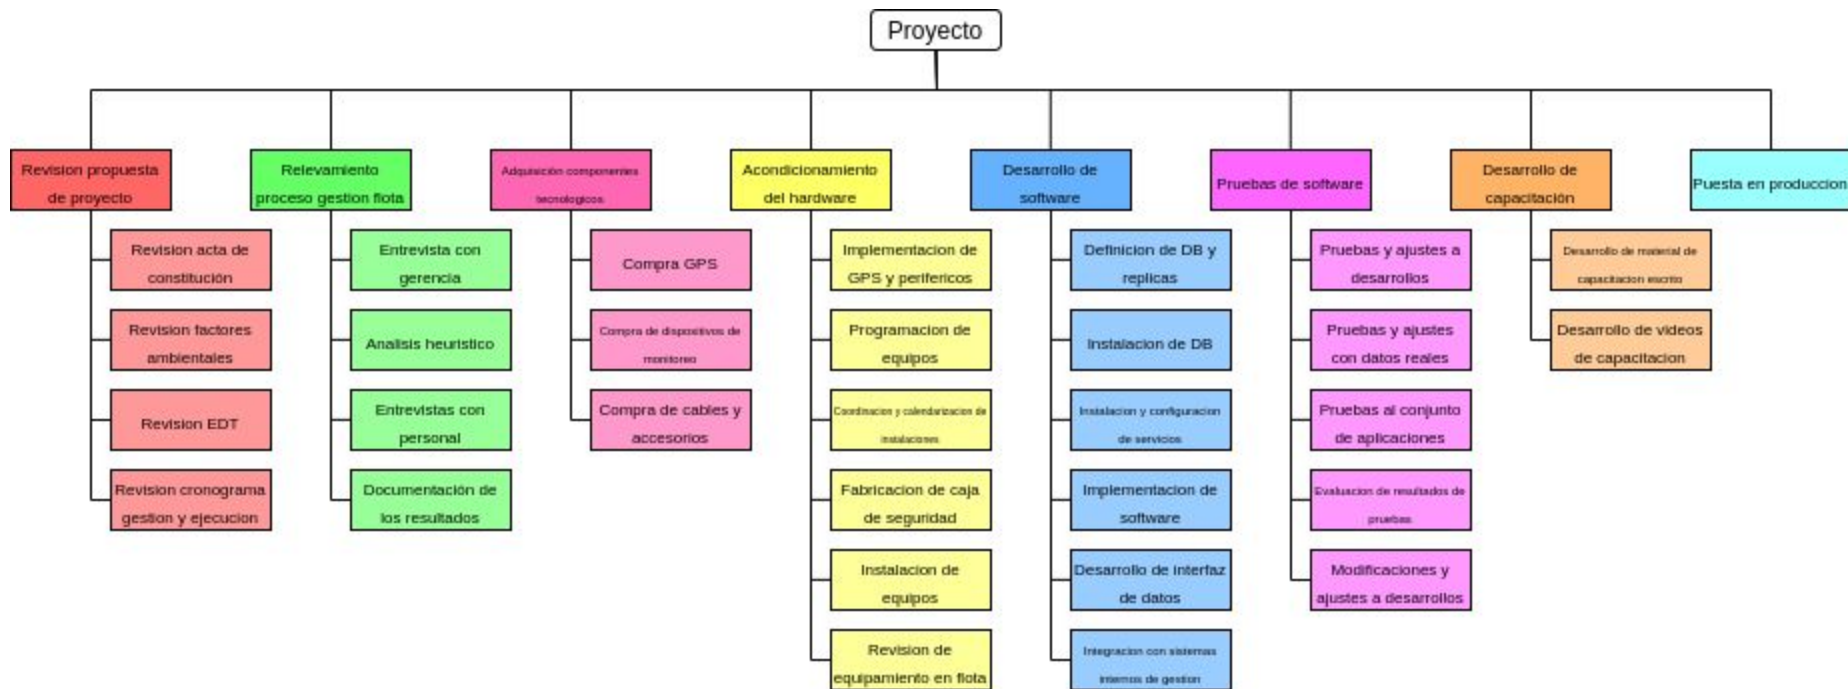 Proyecto
Revision propuesta
de proyecto
Revision acta de
constitución
Revision factores
ambientales
Revision EDT
Revision cronograma
gestion y ejecucion
Relevamiento
proceso gestion flota
Entrevista con
gerencia
Analisis heuristico
Entrevistas con
personal
Documentación de
los resultados
Adquisición componentes
tecnologicos
Compra GPS
Compra de dispositivos de
monitoreo
Compra de cables y
accesorios
Acondicionamiento
del hardware
Implementacion de
GPS y perifericos
Programacion de
equipos
Coordinacion y calendarizacion de
instalaciones
Fabricacion de caja
de seguridad
Instalacion de
equipos
Revision de
equipamiento en flota
Desarrollo de
software
Definicion de DB y
replicas
Instalacion de DB
Instalacion y configuracion
de servicios
Implementacion de
software
Desarrollo de interfaz
de datos
Integracion con sistemas
internos de gestion
Pruebas de software
Pruebas y ajustes a
desarrollos
Pruebas y ajustes
con datos reales
Pruebas al conjunto
de aplicaciones
Evaluacion de resultados de
pruebas
Modificaciones y
ajustes a desarrollos
Desarrollo de
capacitación
Desarrollo de material de
capacitacion escrito
Desarrollo de videos
de capacitacion
Puesta en produccion